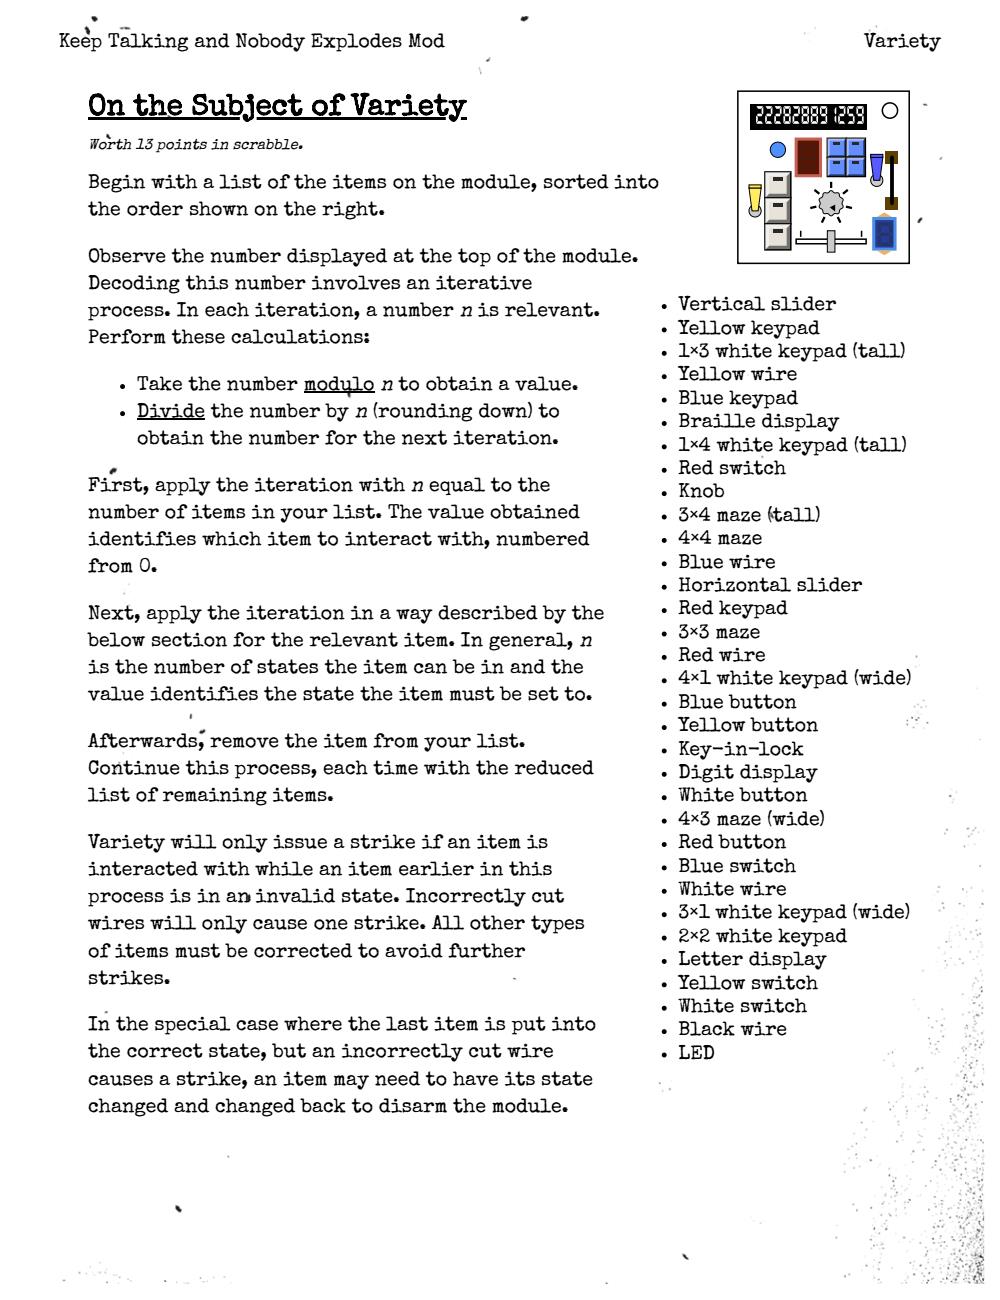 Keep Talking and Nobody Explodes Mod
Variety
On the Subject of Variety
Worth 13 points in scrabble.
Begin with a list of the items on the module, sorted into
the order shown on the right.
Observe the number displayed at the top of the module.
Decoding this number involves an iterative
process. In each iteration, a number n is relevant.
Perform these calculations:
• Take the number modulo n to obtain a value.
• Divide the number by n (rounding down) to
obtain the number for the next iteration.
First, apply the iteration with n equal to the
number of items in your list. The value obtained
identifies which item to interact with, numbered
from 0.
Next, apply the iteration in a way described by the
below section for the relevant item. In general, n
is the number of states the item can be in and the
value identifies the state the item must be set to.
Afterwards, remove the item from your list.
Continue this process, each time with the reduced
list of remaining items.
Variety will only issue a strike if an item is
interacted with while an item earlier in this
process is in an invalid state. Incorrectly cut
wires will only cause one strike. All other types
of items must be corrected to avoid further
strikes.
In the special case where the last item is put into
the correct state, but an incorrectly cut wire
causes a strike, an item may need to have its state
changed and changed back to disarm the module.
• Vertical slider
• Yellow keypad
• 1×3 white keypad (tall)
• Yellow wire
• Blue keypad
• Braille display
• 1×4 white keypad (tall)
• Red switch
• Knob
• 3×4 maze (tall)
• 4×4 maze
• Blue wire
• Horizontal slider
• Red keypad
• 3×3 maze
• Red wire
• 4×1 white keypad (wide)
• Blue button
• Yellow button
• Key-in-lock
• Digit display
• White button
• 4×3 maze (wide)
• Red button
• Blue switch
• White wire
• 3×1 white keypad (wide)
• 2×2 white keypad
• Letter display
• Yellow switch
• White switch
• Black wire
• LED